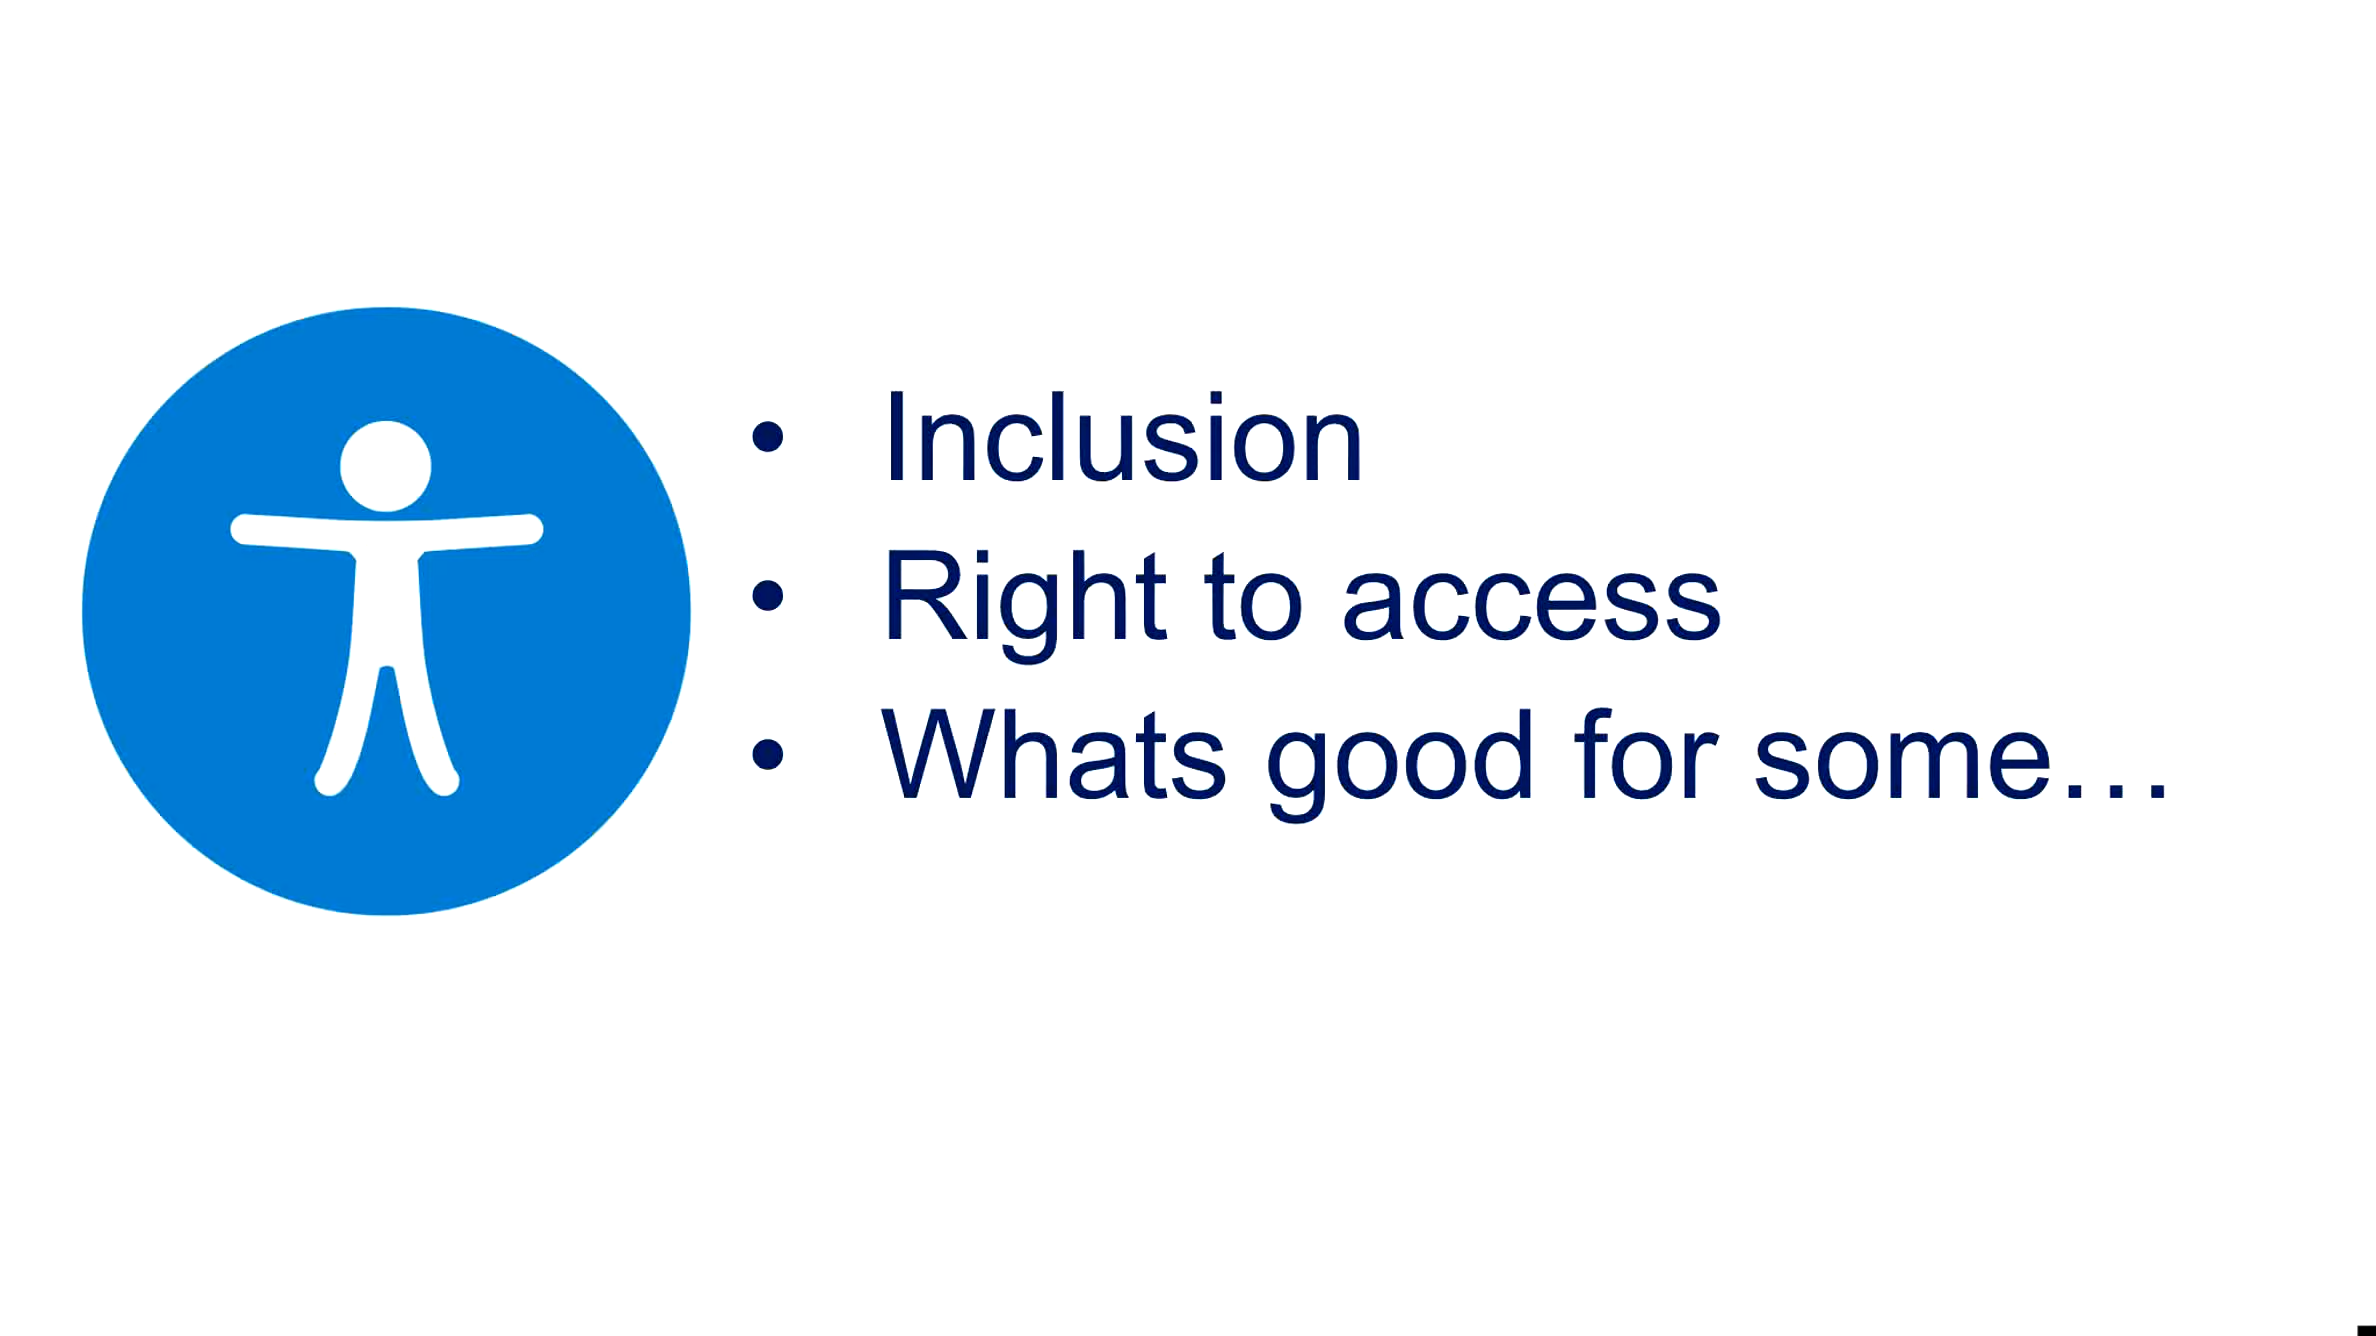 • Inclusion
• Right to access
• Whats good for some…